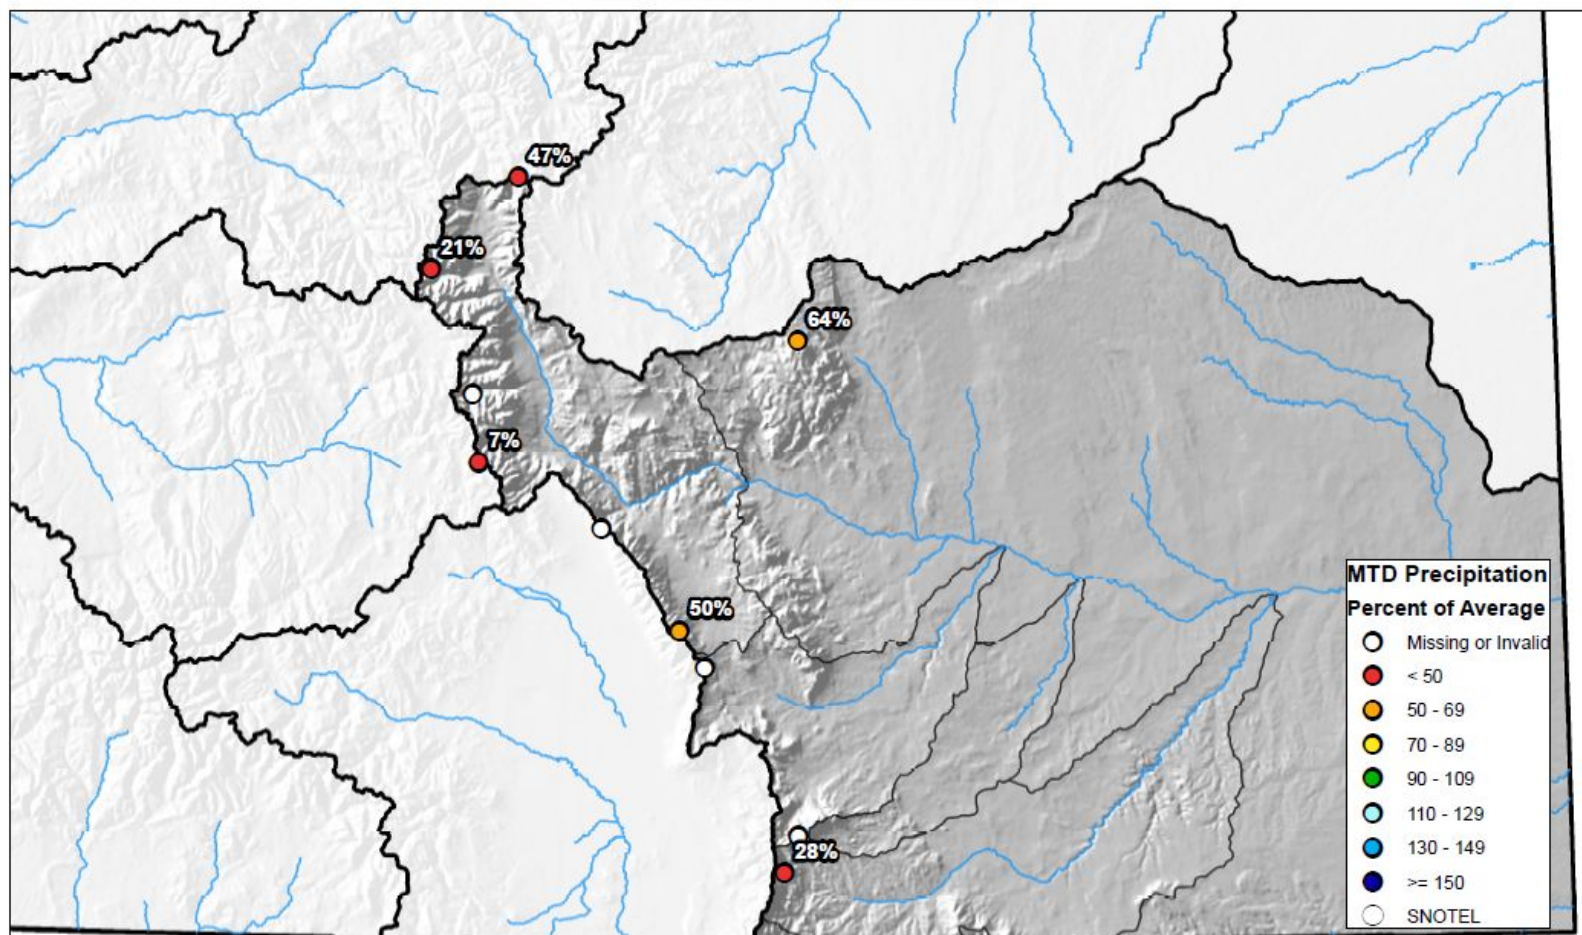 47%
21%
64%
7%
50%
28%
MTD Precipitation
Percent of Average
Missing or Invalid
< 50
50 - 69
70 - 89
90 - 109
110 - 129
130 - 149
>= 150
SNOTEL